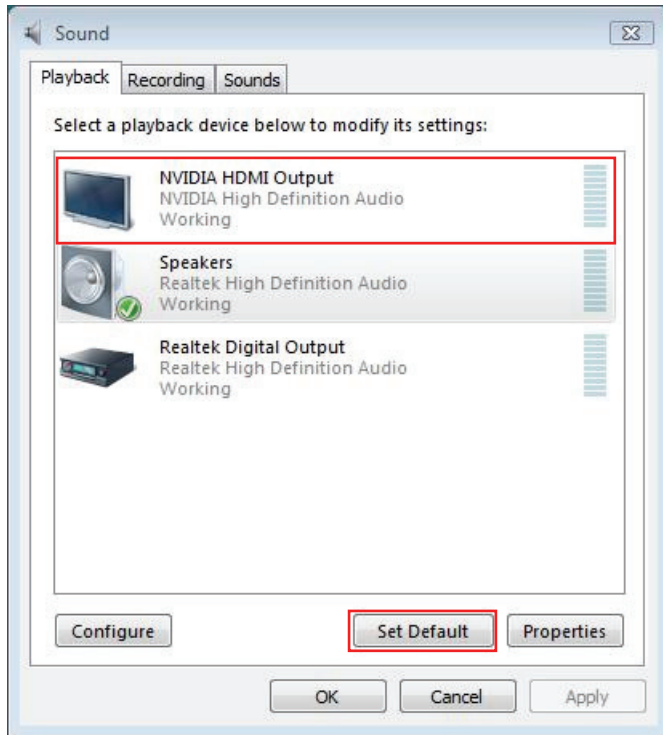 Sound
Playback Recording Sounds
Select a playback device below to modify its settings:
NVIDIA HDMI Output
NVIDIA High Definition Audio
Working
Speakers
Realtek High Definition Audio
Working
Realtek Digital Output
Realtek High Definition Audio
Working
Configure Set Default Properties
OK Cancel Apply